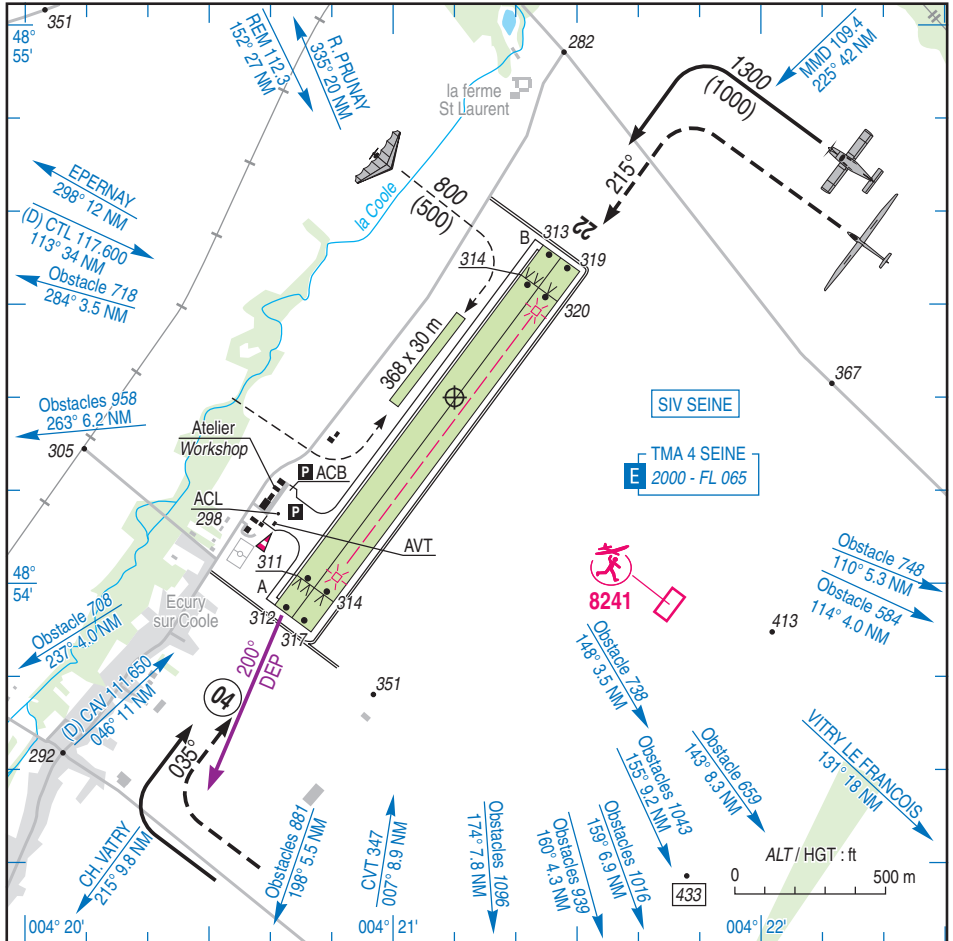 351
48°
55'
REM 112.3
152° 27 NM
R. PRUNAY
335° 20 NM
282
la ferme
St Laurent
1300
(1000)
MMD 109.4
225° 42 NM
215°
22
EPERNAY
298° 12 NM
(D) CTL 117.600
113° 34 NM
Obstacle 718
284° 3.5 NM
la Coole
800
(500)
B
313
319
314
320
368 x 30 m
367
Obstacles 958
263° 6.2 NM
305
Atelier
Workshop
P ACB
ACL
298
P
AVT
SIV SEINE
TMA 4 SEINE
E 2000 - FL 065
48°
54'
311
A
314
312
317
Ecury
sur Coole
8241
Obstacle 748
110° 5.3 NM
Obstacle 584
114° 4.0 NM
413
Obstacle 708
237° 4.0 NM
(D) CAV 111.650
046° 11 NM
200°
DEP
04
351
035°
292
Obstacle 738
148° 3.5 NM
Obstacles 1043
155° 9.2 NM
Obstacle 659
143° 8.3 NM
VITRY LE FRANCOIS
131° 18 NM
CH. VATRY
215° 9.8 NM
Obstacles 881
198° 5.5 NM
CVT 347
007° 8.9 NM
Obstacles 1096
174° 7.8 NM
Obstacles 939
160° 4.3 NM
Obstacles 1016
159° 6.9 NM
433
ALT / HGT : ft
0 500 m
004° 20'
004° 21'
004° 22'